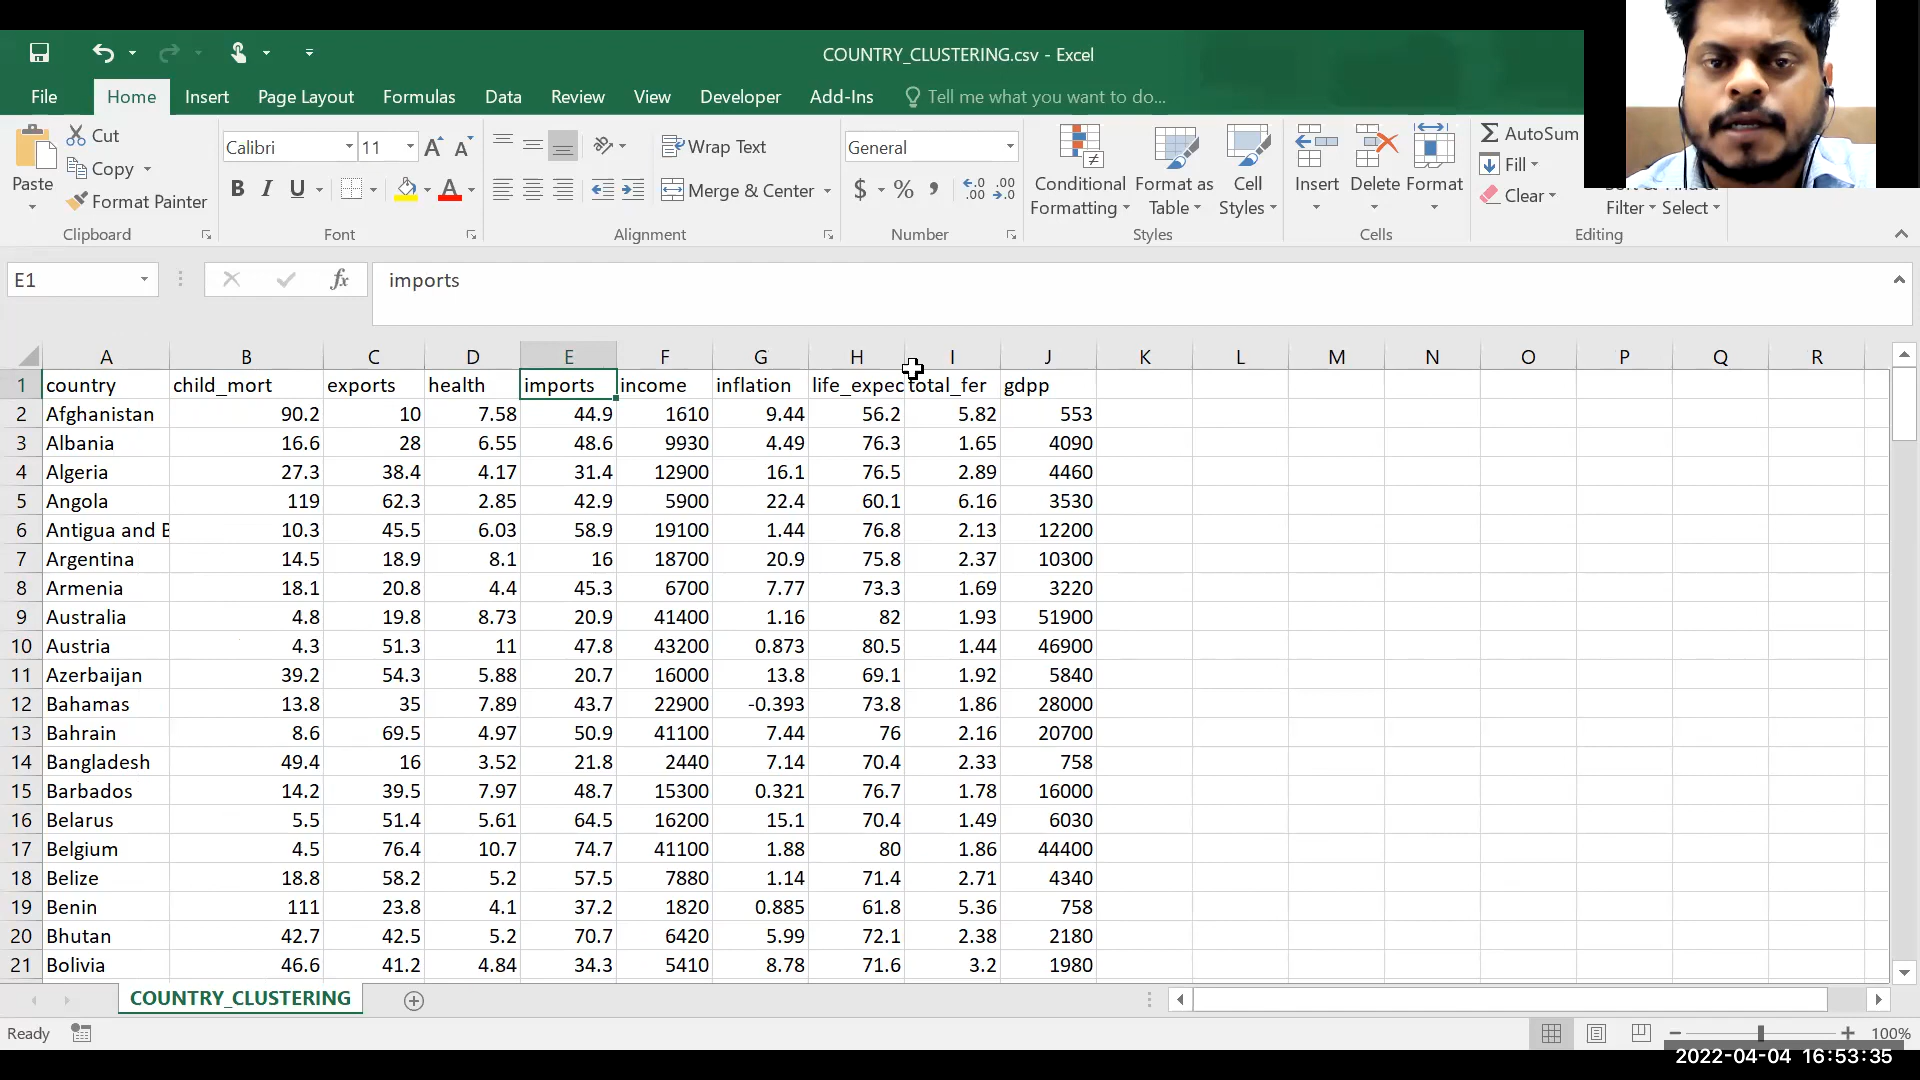 COUNTRY_CLUSTERING.csv - Excel
File Home Insert Page Layout Formulas Data Review View Developer Add-Ins Tell me what you want to do...
Paste Cut Copy Format Painter Clipboard
Calibri 11 A A B I U A Font
Wrap Text Merge & Center Alignment
General $ % , Number
Conditional Formatting Format as Table Cell Styles Styles
Insert Delete Format Cells
AutoSum Fill Clear Filter Select Editing
E1 fx imports
A B C D E F G H I J K L M N O P Q R
1 country child_mort exports health imports income inflation life_expec total_fer gdpp
2 Afghanistan 90.2 10 7.58 44.9 1610 9.44 56.2 5.82 553
3 Albania 16.6 28 6.55 48.6 9930 4.49 76.3 1.65 4090
4 Algeria 27.3 38.4 4.17 31.4 12900 16.1 76.5 2.89 4460
5 Angola 119 62.3 2.85 42.9 5900 22.4 60.1 6.16 3530
6 Antigua and B 10.3 45.5 6.03 58.9 19100 1.44 76.8 2.13 12200
7 Argentina 14.5 18.9 8.1 16 18700 20.9 75.8 2.37 10300
8 Armenia 18.1 20.8 4.4 45.3 6700 7.77 73.3 1.69 3220
9 Australia 4.8 19.8 8.73 20.9 41400 1.16 82 1.93 51900
10 Austria 4.3 51.3 11 47.8 43200 0.873 80.5 1.44 46900
11 Azerbaijan 39.2 54.3 5.88 20.7 16000 13.8 69.1 1.92 5840
12 Bahamas 13.8 35 7.89 43.7 22900 -0.393 73.8 1.86 28000
13 Bahrain 8.6 69.5 4.97 50.9 41100 7.44 76 2.16 20700
14 Bangladesh 49.4 16 3.52 21.8 2440 7.14 70.4 2.33 758
15 Barbados 14.2 39.5 7.97 48.7 15300 0.321 76.7 1.78 16000
16 Belarus 5.5 51.4 5.61 64.5 16200 15.1 70.4 1.49 6030
17 Belgium 4.5 76.4 10.7 74.7 41100 1.88 80 1.86 44400
18 Belize 18.8 58.2 5.2 57.5 7880 1.14 71.4 2.71 4340
19 Benin 111 23.8 4.1 37.2 1820 0.885 61.8 5.36 758
20 Bhutan 42.7 42.5 5.2 70.7 6420 5.99 72.1 2.38 2180
21 Bolivia 46.6 41.2 4.84 34.3 5410 8.78 71.6 3.2 1980
COUNTRY_CLUSTERING
Ready 100%
2022-04-04 16:53:35